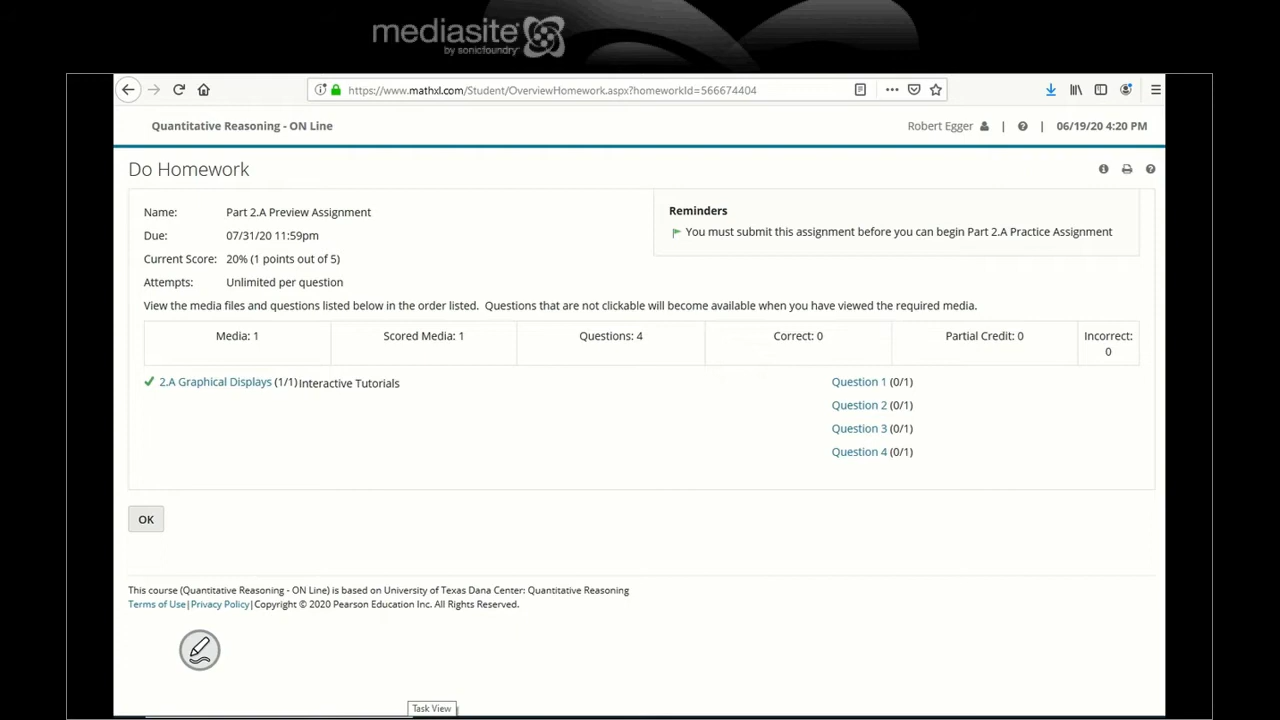 mediasite
by sonicfoundry
https://www.mathxl.com/Student/OverviewHomework.aspx?homeworkId=566674404
Quantitative Reasoning - ON Line
Robert Egger | | 06/19/20 4:20 PM
Do Homework
Name: Part 2.A Preview Assignment
Due: 07/31/20 11:59pm
Current Score: 20% (1 points out of 5)
Attempts: Unlimited per question
Reminders
You must submit this assignment before you can begin Part 2.A Practice Assignment
View the media files and questions listed below in the order listed. Questions that are not clickable will become available when you have viewed the required media.
Media: 1 Scored Media: 1 Questions: 4 Correct: 0 Partial Credit: 0 Incorrect: 0
2.A Graphical Displays (1/1) Interactive Tutorials
Question 1 (0/1)
Question 2 (0/1)
Question 3 (0/1)
Question 4 (0/1)
OK
This course (Quantitative Reasoning - ON Line) is based on University of Texas Dana Center: Quantitative Reasoning
Terms of Use|Privacy Policy|Copyright © 2020 Pearson Education Inc. All Rights Reserved.
Task View